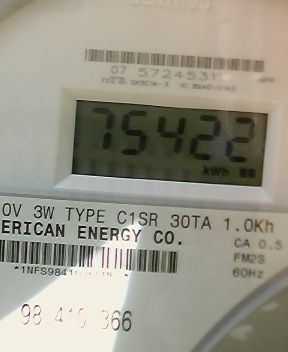 07 5724531
75422
kWh
0V 3W TYPE C1SR 30TA 1.0Kh
ERICAN ENERGY CO.
CA 0.5
FM2S
60Hz
98 410 366